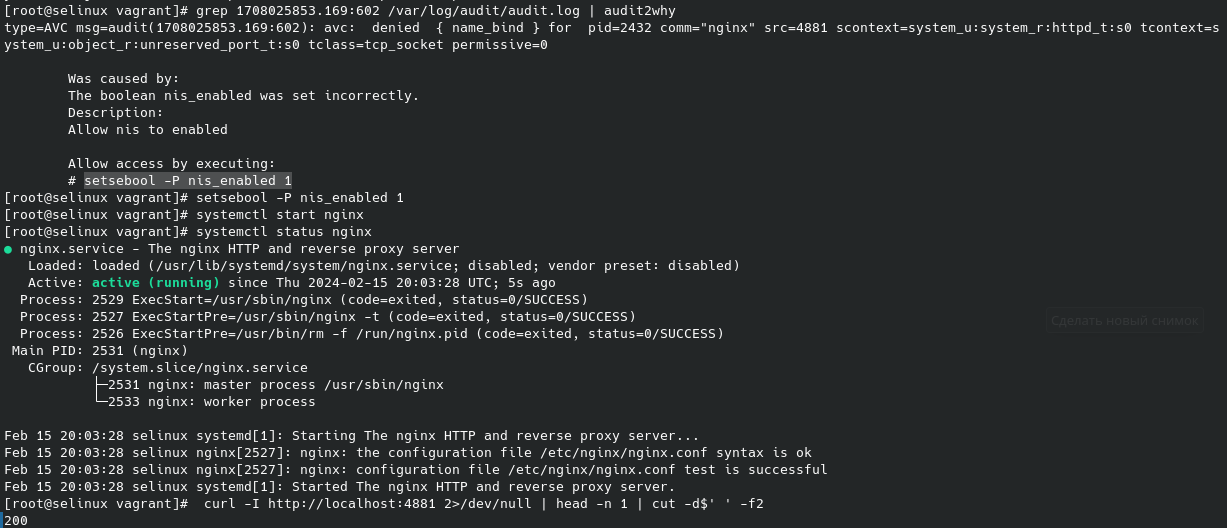 [root@selinux vagrant]# grep 1708025853.169:602 /var/log/audit/audit.log | audit2why
type=AVC msg=audit(1708025853.169:602): avc:  denied  { name_bind } for  pid=2432 comm="nginx" src=4881 scontext=system_u:system_r:httpd_t:s0 tcontext=s
ystem_u:object_r:unreserved_port_t:s0 tclass=tcp_socket permissive=0

        Was caused by:
        The boolean nis_enabled was set incorrectly.
        Description:
        Allow nis to enabled

        Allow access by executing:
        # setsebool -P nis_enabled 1
[root@selinux vagrant]# setsebool -P nis_enabled 1
[root@selinux vagrant]# systemctl start nginx
[root@selinux vagrant]# systemctl status nginx
● nginx.service - The nginx HTTP and reverse proxy server
   Loaded: loaded (/usr/lib/systemd/system/nginx.service; disabled; vendor preset: disabled)
   Active: active (running) since Thu 2024-02-15 20:03:28 UTC; 5s ago
  Process: 2529 ExecStart=/usr/sbin/nginx (code=exited, status=0/SUCCESS)
  Process: 2527 ExecStartPre=/usr/sbin/nginx -t (code=exited, status=0/SUCCESS)
  Process: 2526 ExecStartPre=/usr/bin/rm -f /run/nginx.pid (code=exited, status=0/SUCCESS)
Сделать новый снимок
 Main PID: 2531 (nginx)
   CGroup: /system.slice/nginx.service
           ├─2531 nginx: master process /usr/sbin/nginx
           └─2533 nginx: worker process

Feb 15 20:03:28 selinux systemd[1]: Starting The nginx HTTP and reverse proxy server...
Feb 15 20:03:28 selinux nginx[2527]: nginx: the configuration file /etc/nginx/nginx.conf syntax is ok
Feb 15 20:03:28 selinux nginx[2527]: nginx: configuration file /etc/nginx/nginx.conf test is successful
Feb 15 20:03:28 selinux systemd[1]: Started The nginx HTTP and reverse proxy server.
[root@selinux vagrant]#  curl -I http://localhost:4881 2>/dev/null | head -n 1 | cut -d$' ' -f2
200